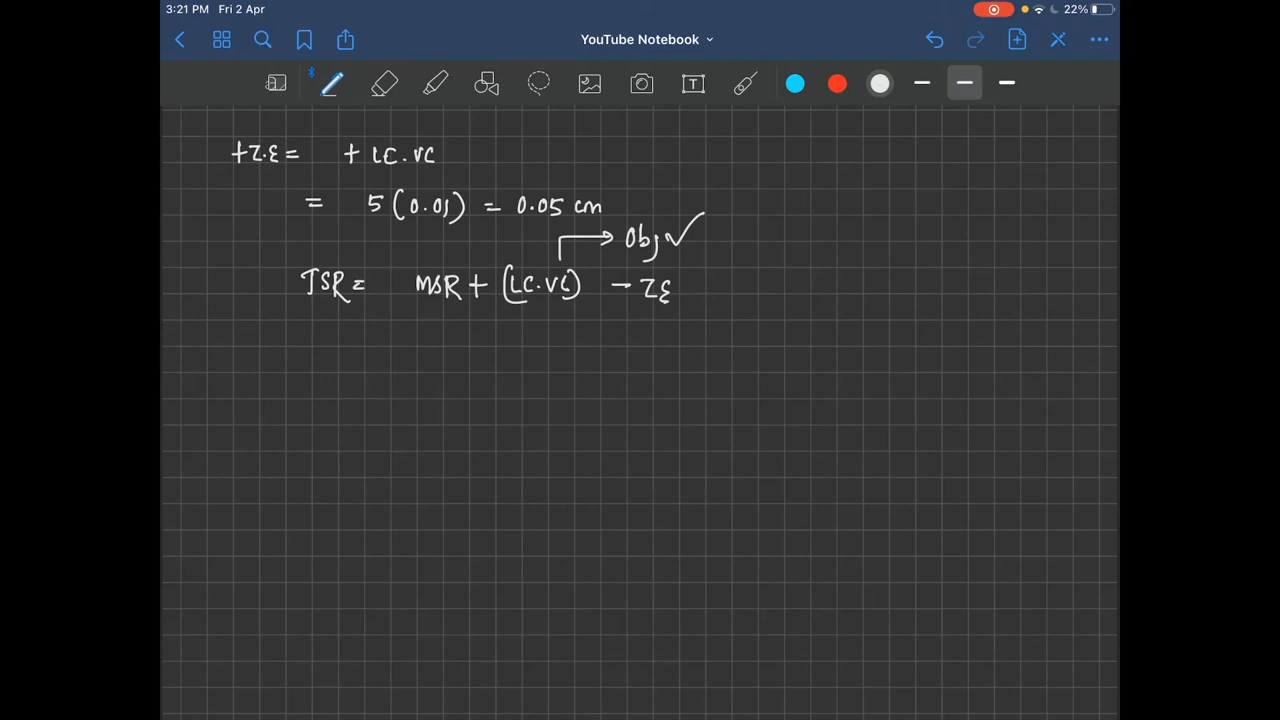 3:21 PM Fri 2 Apr 22%
YouTube Notebook
T
+Z.E = + LC.VC
= 5(0.01) = 0.05 cm
Obj✓
TSR = MSR + (LC.VC) - ZE